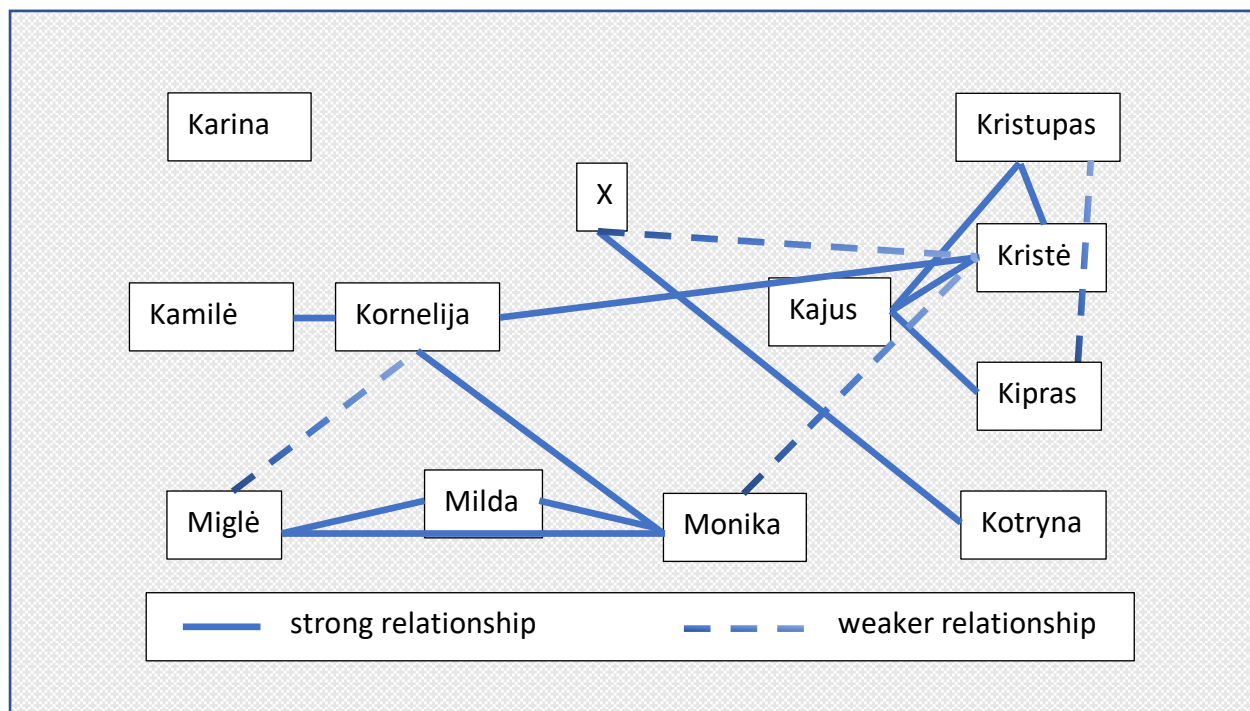 Karina
Kristupas
X
Kristė
Kamilė
Kornelija
Kajus
Kipras
Miglė
Milda
Monika
Kotryna
strong relationship
weaker relationship